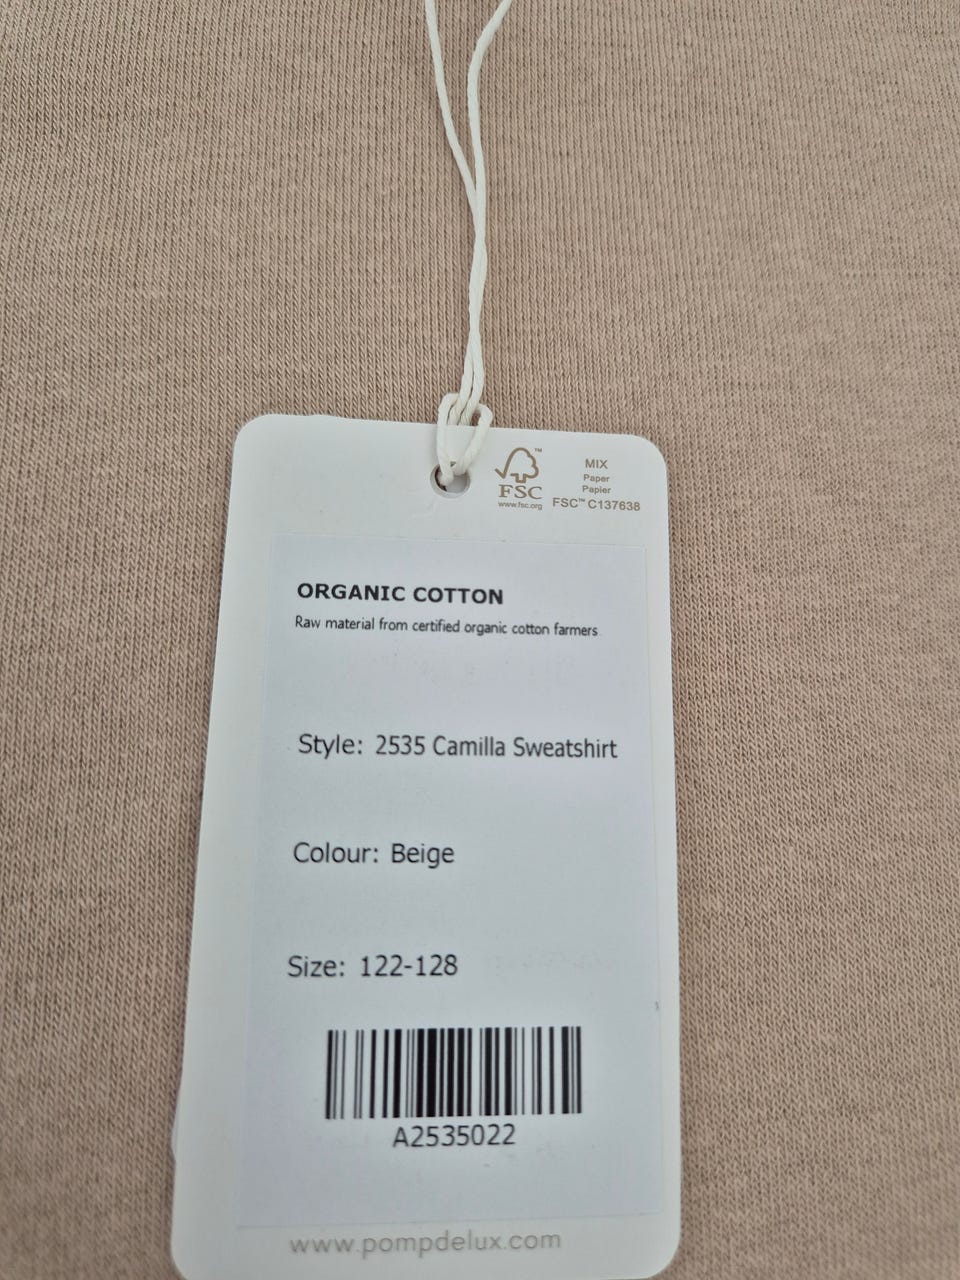 FSC™
www.fsc.org
MIX
Paper
Papier
FSC™ C137638
ORGANIC COTTON
Raw material from certified organic cotton farmers
Style: 2535 Camilla Sweatshirt
Colour: Beige
Size: 122-128
A2535022
www.pompdelux.com